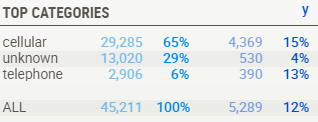 TOP CATEGORIES y
cellular 29,285 65% 4,369 15%
unknown 13,020 29% 530 4%
telephone 2,906 6% 390 13%
ALL 45,211 100% 5,289 12%